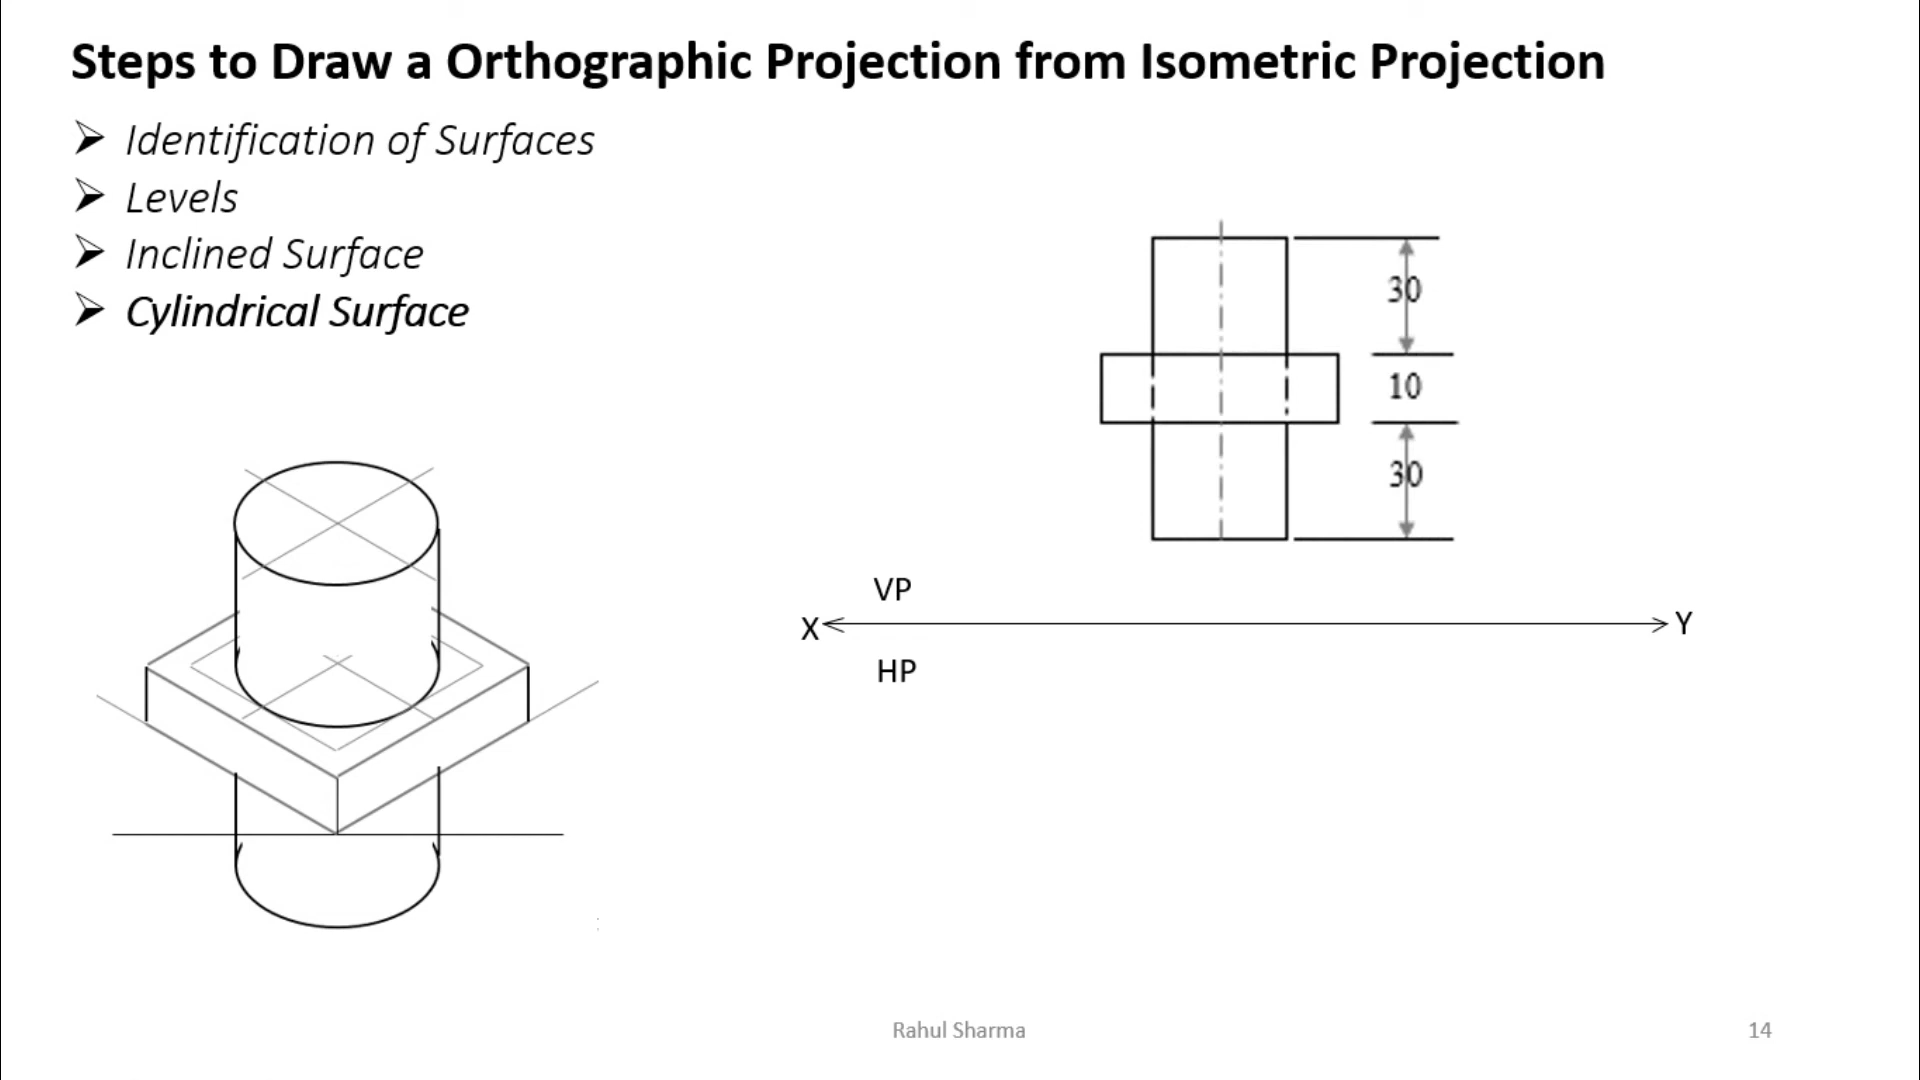 Steps to Draw a Orthographic Projection from Isometric Projection
Identification of Surfaces
Levels
Inclined Surface
Cylindrical Surface
30
10
30
VP
X
Y
HP
Rahul Sharma
14